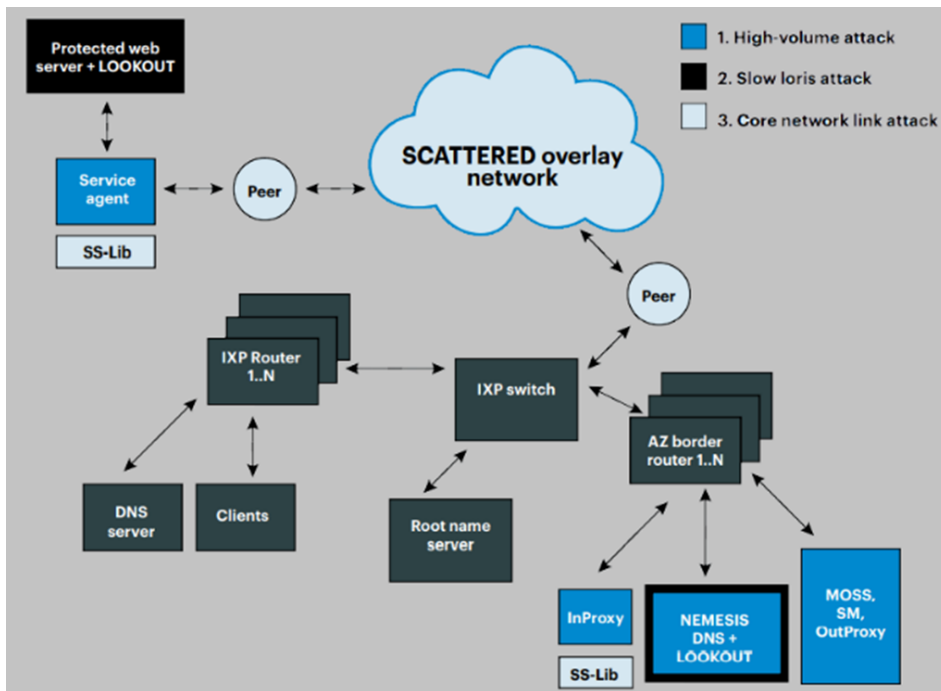 Protected web
server + LOOKOUT
1. High-volume attack
2. Slow loris attack
3. Core network link attack
SCATTERED overlay
network
Service
agent
Peer
SS-Lib
Peer
IXP Router
1..N
IXP switch
AZ border
router 1..N
DNS
server
Clients
Root name
server
InProxy
SS-Lib
NEMESIS
DNS +
LOOKOUT
MOSS,
SM,
OutProxy